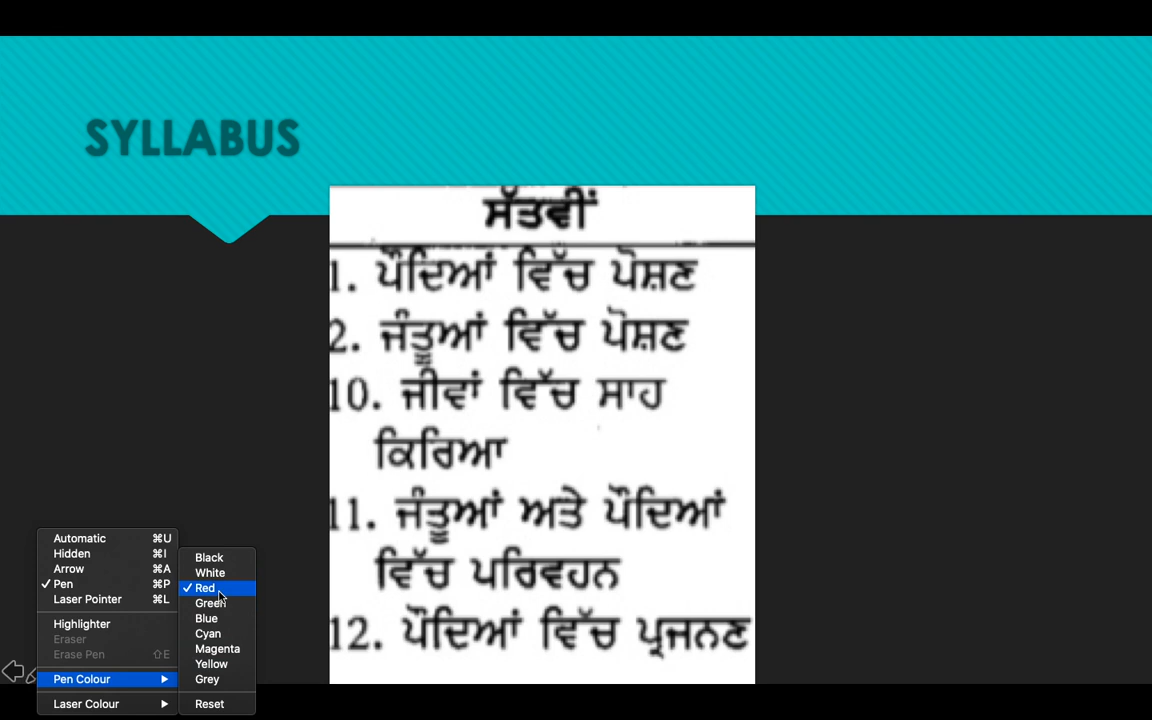 SYLLABUS
ਸੱਤਵੀਂ
1. ਪੌਦਿਆਂ ਵਿੱਚ ਪੋਸ਼ਣ
2. ਜੰਤੂਆਂ ਵਿੱਚ ਪੋਸ਼ਣ
10. ਜੀਵਾਂ ਵਿੱਚ ਸਾਹ
ਕਿਰਿਆ
11. ਜੰਤੂਆਂ ਅਤੇ ਪੌਦਿਆਂ
ਵਿੱਚ ਪਰਿਵਹਨ
12. ਪੌਦਿਆਂ ਵਿੱਚ ਪ੍ਰਜਨਣ
Automatic ⌘U
Hidden ⌘I
Arrow ⌘A
✓ Pen ⌘P
Laser Pointer ⌘L
Highlighter
Eraser
Erase Pen ⇧E
Pen Colour
Laser Colour
Black
White
✓ Red
Green
Blue
Cyan
Magenta
Yellow
Grey
Reset